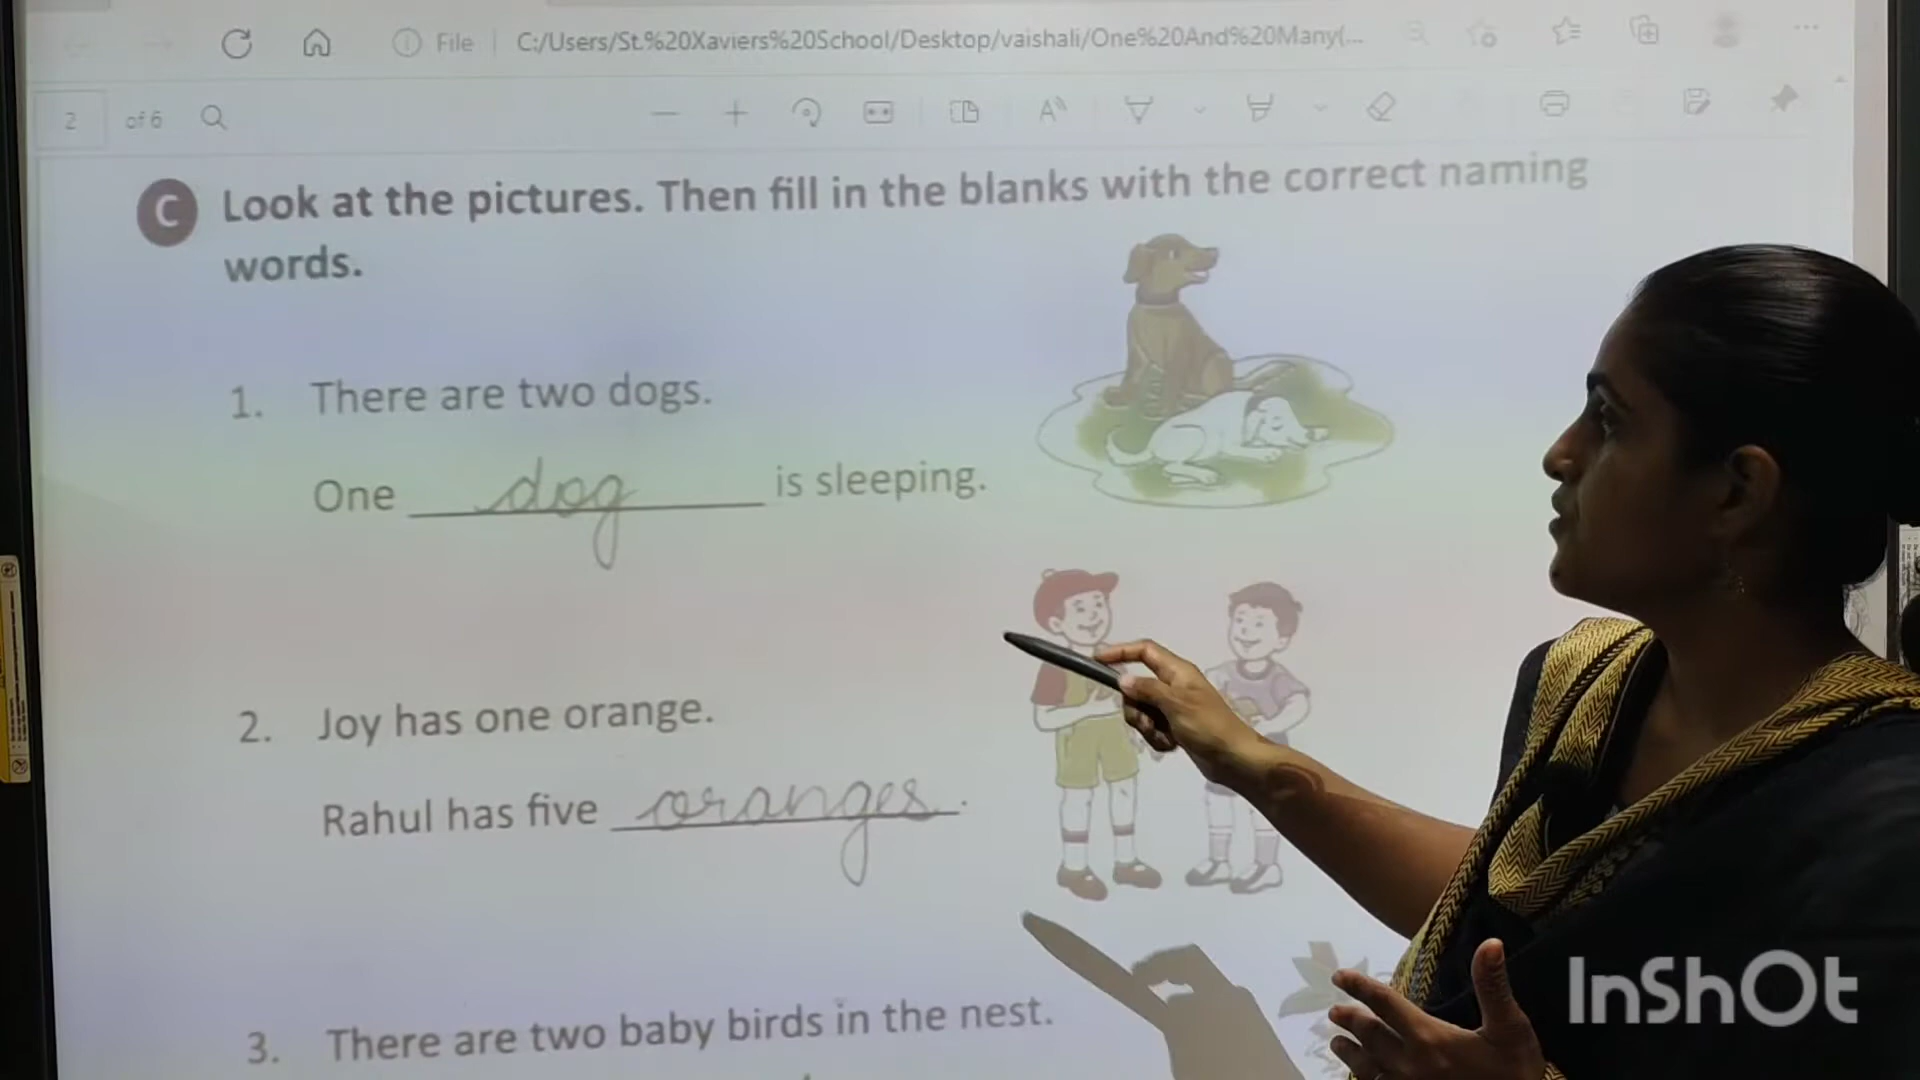 File C:/Users/St.%20Xaviers%20School/Desktop/vaishali/One%20And%20Many(...
2 of 6
C Look at the pictures. Then fill in the blanks with the correct naming
words.
1. There are two dogs.
One dog is sleeping.
2. Joy has one orange.
Rahul has five oranges.
3. There are two baby birds in the nest.
InShOt